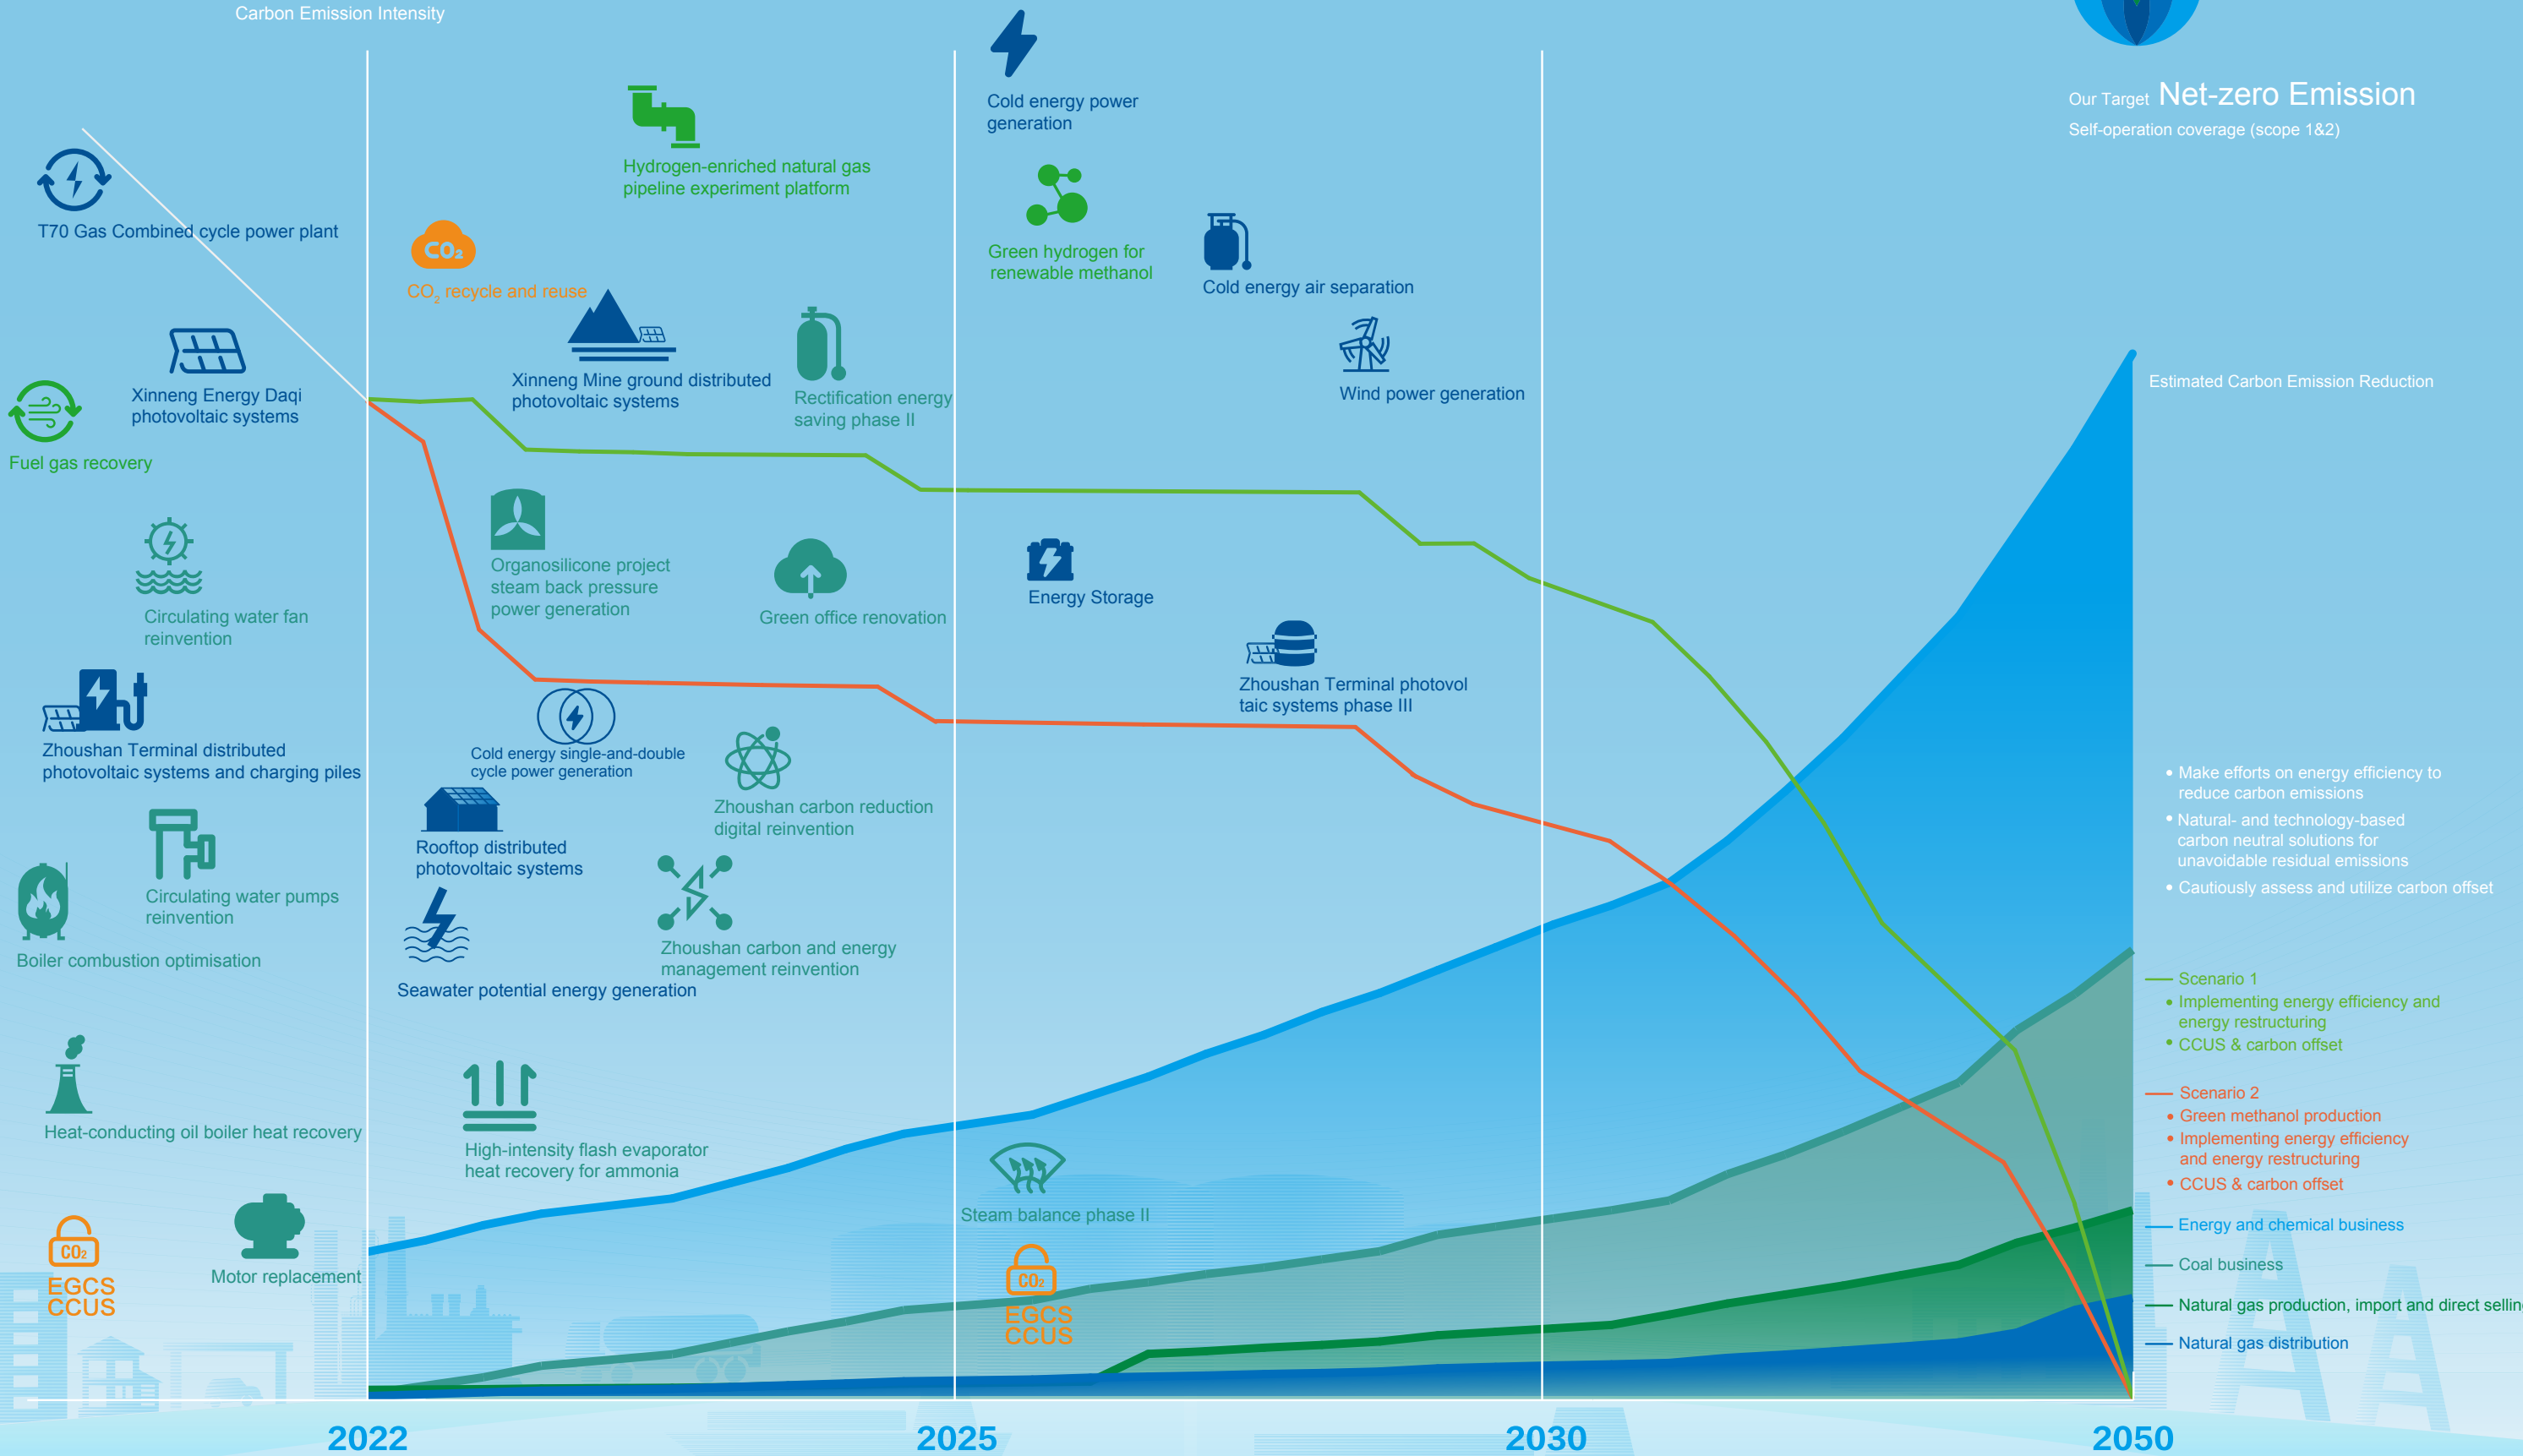 Carbon Emission Intensity
T70 Gas Combined cycle power plant
Xinneng Energy Daqi
photovoltaic systems
Fuel gas recovery
Circulating water fan
reinvention
Zhoushan Terminal distributed
photovoltaic systems and charging piles
Circulating water pumps
reinvention
Boiler combustion optimisation
Heat-conducting oil boiler heat recovery
Motor replacement
CO₂
EGCS
CCUS
Hydrogen-enriched natural gas
pipeline experiment platform
CO₂
CO₂ recycle and reuse
Xinneng Mine ground distributed
photovoltaic systems
Rectification energy
saving phase II
Organosilicone project
steam back pressure
power generation
Green office renovation
Cold energy single-and-double
cycle power generation
Zhoushan carbon reduction
digital reinvention
Rooftop distributed
photovoltaic systems
Zhoushan carbon and energy
management reinvention
Seawater potential energy generation
High-intensity flash evaporator
heat recovery for ammonia
Cold energy power
generation
Green hydrogen for
renewable methanol
Cold energy air separation
Wind power generation
Energy Storage
Zhoushan Terminal photovol
taic systems phase III
Steam balance phase II
CO₂
EGCS
CCUS
Our Target Net-zero Emission
Self-operation coverage (scope 1&2)
Estimated Carbon Emission Reduction
• Make efforts on energy efficiency to
reduce carbon emissions
• Natural- and technology-based
carbon neutral solutions for
unavoidable residual emissions
• Cautiously assess and utilize carbon offset
Scenario 1
• Implementing energy efficiency and
energy restructuring
• CCUS & carbon offset
Scenario 2
• Green methanol production
• Implementing energy efficiency
and energy restructuring
• CCUS & carbon offset
Energy and chemical business
Coal business
Natural gas production, import and direct sellin
Natural gas distribution
2022
2025
2030
2050